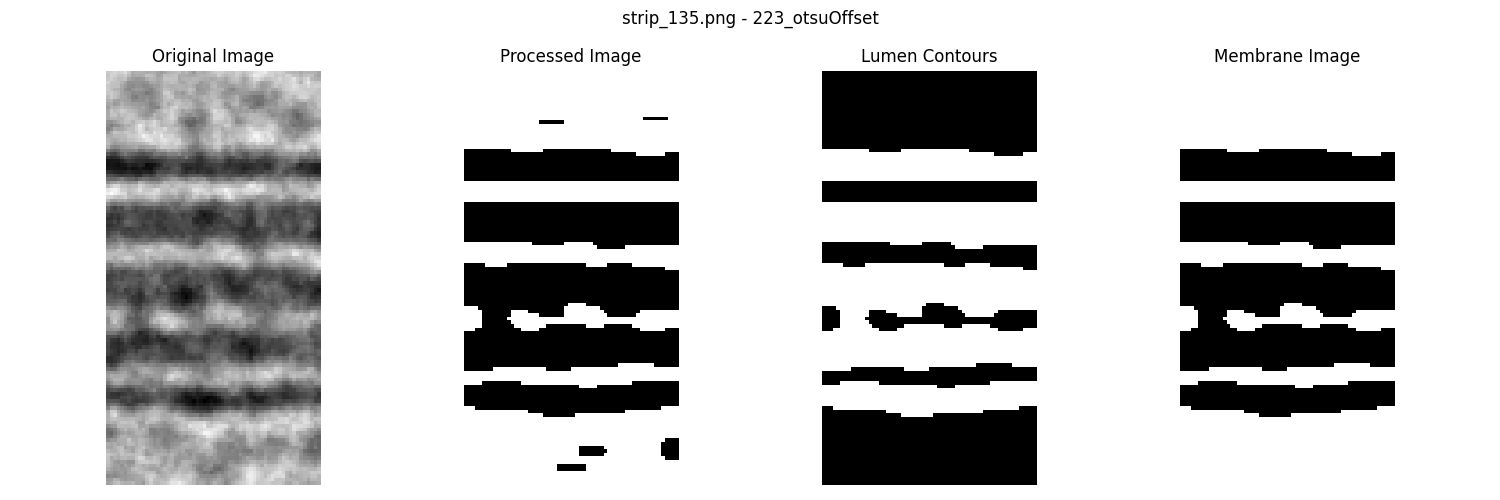 strip_135.png - 223_otsuOffset
Original Image
Processed Image
Lumen Contours
Membrane Image